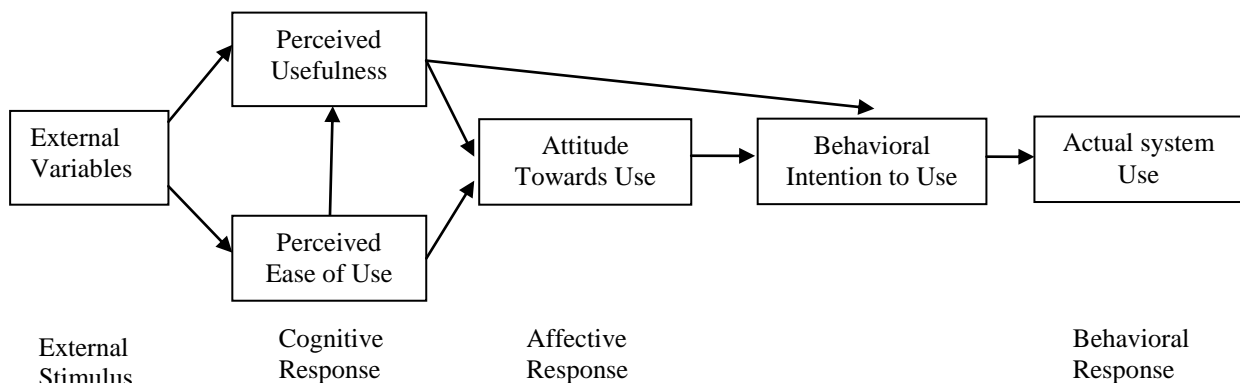 Perceived
Usefulness
External
Variables
Attitude
Towards Use
Behavioral
Intention to Use
Actual system
Use
Perceived
Ease of Use
External
Stimulus
Cognitive
Response
Affective
Response
Behavioral
Response